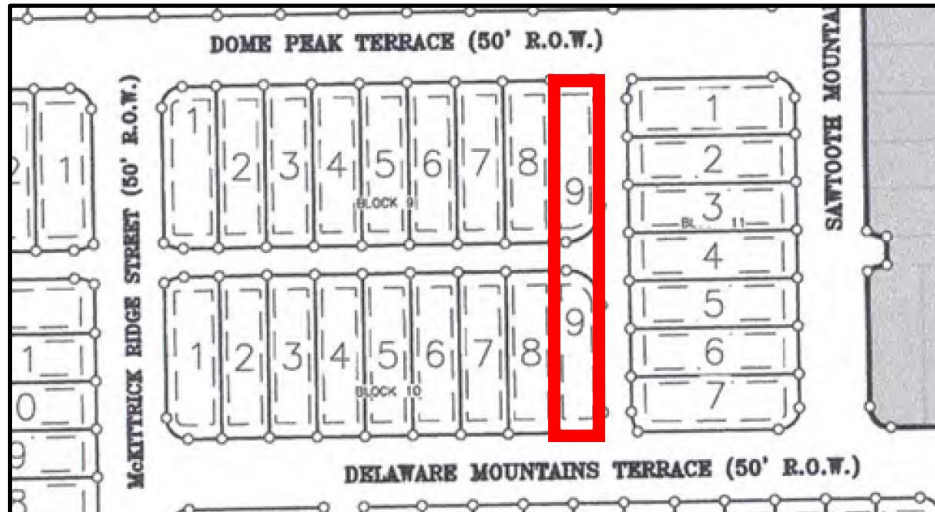 DOME PEAK TERRACE (50' R.O.W.)
SAWTOOTH MOUNTA
McKITTRICK RIDGE STREET (50' R.O.W.)
2 1
1 2 3 4 5 6 7 8 9
BLOCK 9
1 2 3 4 5 6 7 8 9
BLOCK 10
1
2
3
BL 11
4
5
6
7
1
0
9
8
DELAWARE MOUNTAINS TERRACE (50' R.O.W.)